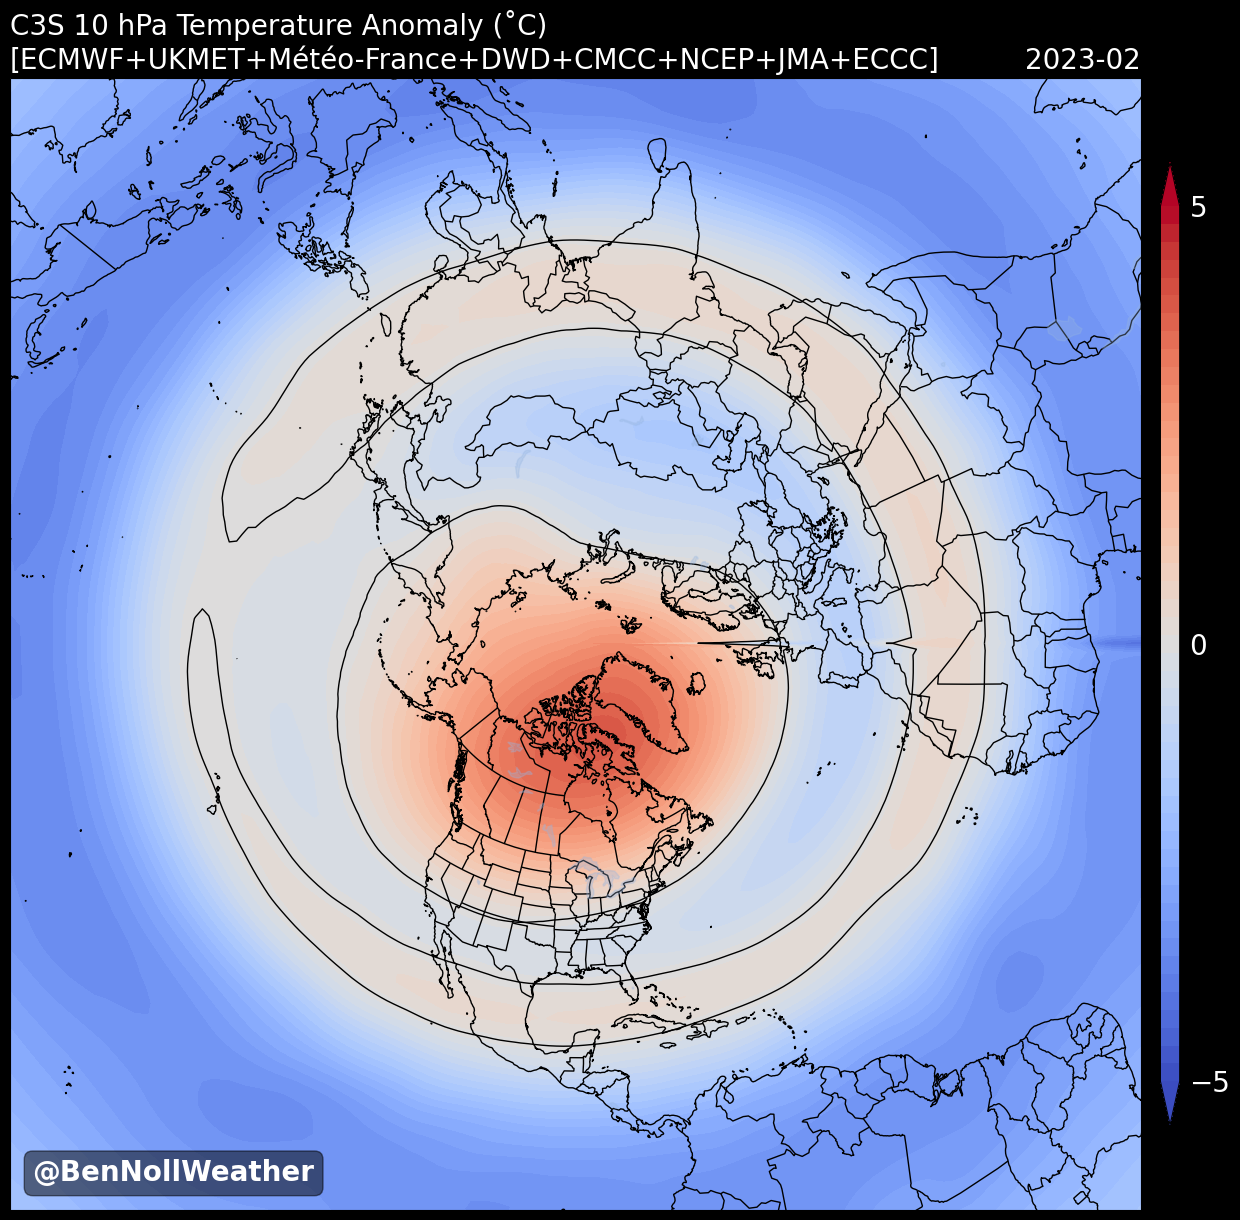 C3S 10 hPa Temperature Anomaly (˚C)
[ECMWF+UKMET+Météo-France+DWD+CMCC+NCEP+JMA+ECCC] 2023-02
5
0
−5
@BenNollWeather